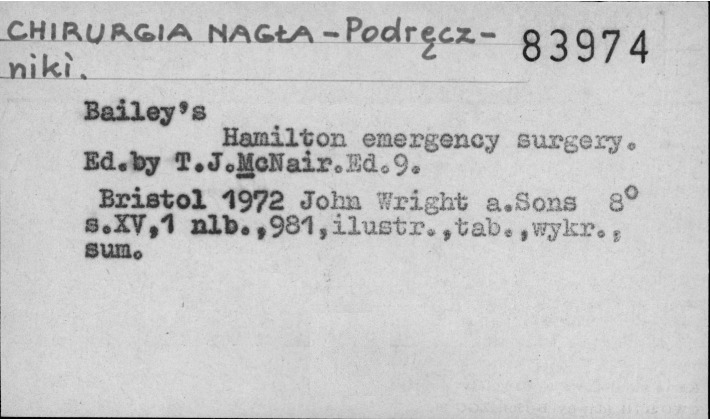 CHIRURGIA NAGŁA - Podręcz-
niki.
83974
Bailey's
Hamilton emergency surgery.
Ed.by T.J.McNair.Ed.9.
Bristol 1972 John Wright a.Sons 8°
s.XV,1 nlb.,981,ilustr.,tab.,wykr.,
sum.